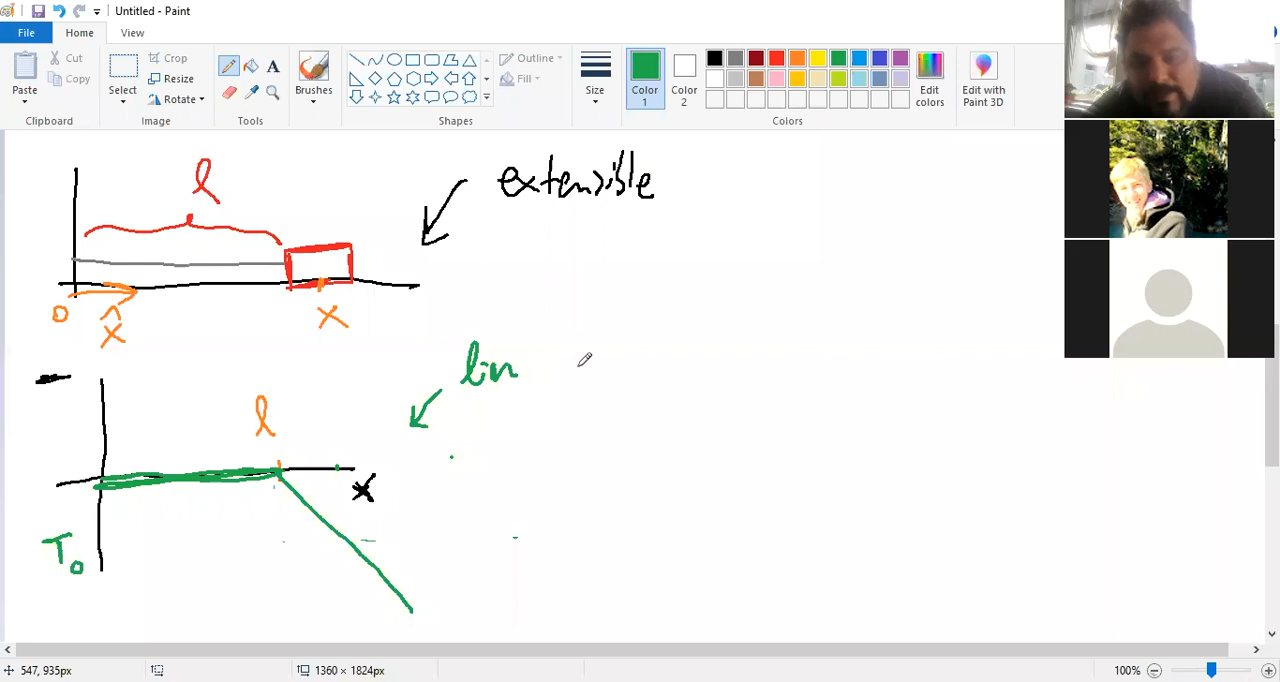 Untitled - Paint
File
Home
View
Paste
Cut
Copy
Clipboard
Select
Crop
Resize
Rotate
Image
A
Tools
Brushes
Outline
Fill
Shapes
Size
Color 1
Color 2
Edit colors
Edit with Paint 3D
Colors
extensible
l
0
x̂
x
lin
l
x
T₀
547, 935px
1360 × 1824px
100%